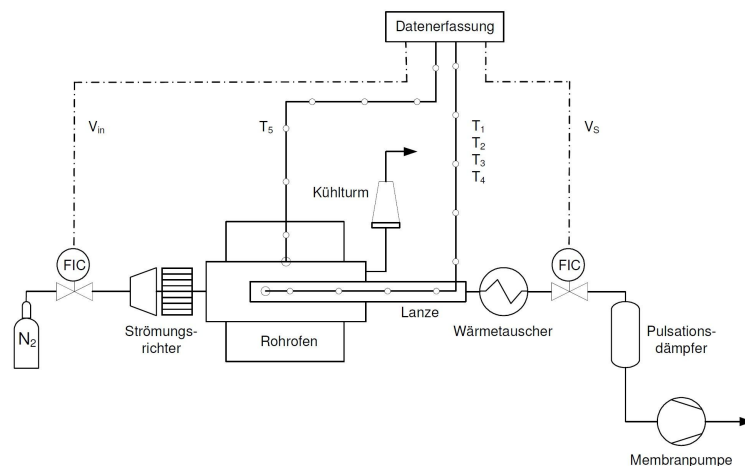 Datenerfassung
V in
T5
T1
T2
T3
T4
VS
Kühlturm
FIC
FIC
N2
Strömungs-
richter
Rohrofen
Lanze
Wärmetauscher
Pulsations-
dämpfer
Membranpumpe